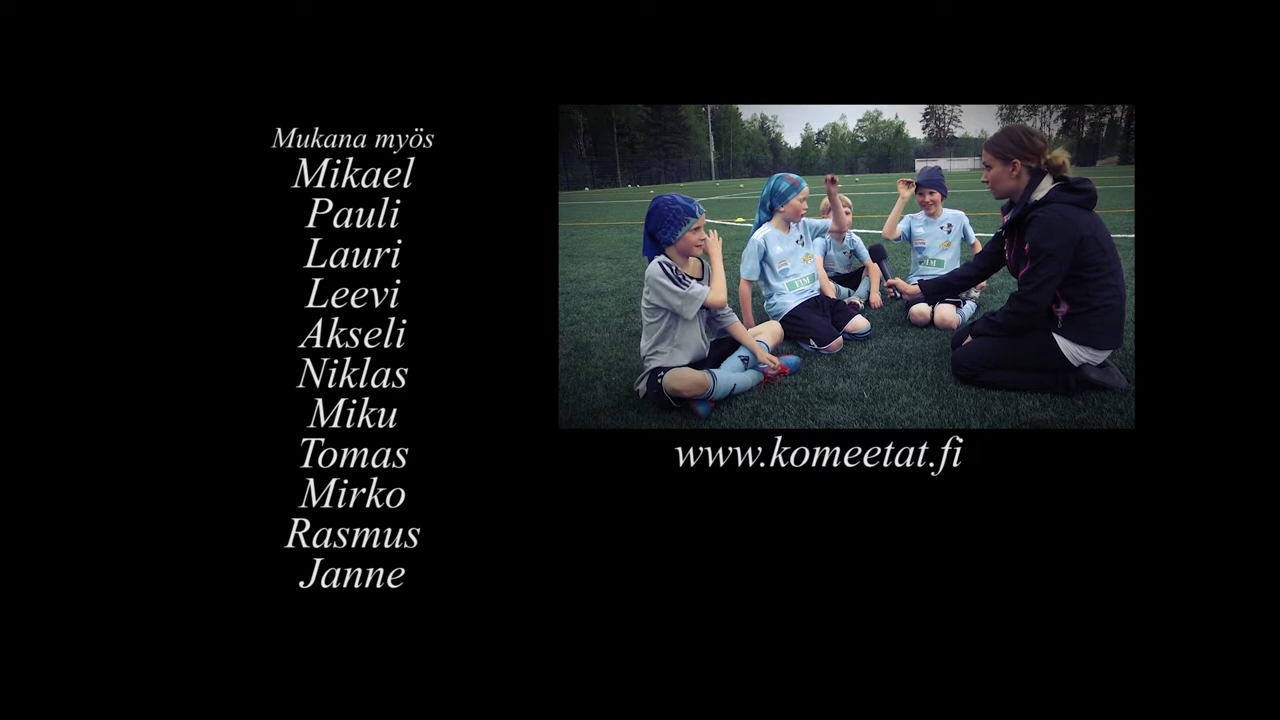 Mukana myös
Mikael
Pauli
Lauri
Leevi
Akseli
Niklas
Miku
Tomas
Mirko
Rasmus
Janne
www.komeetat.fi